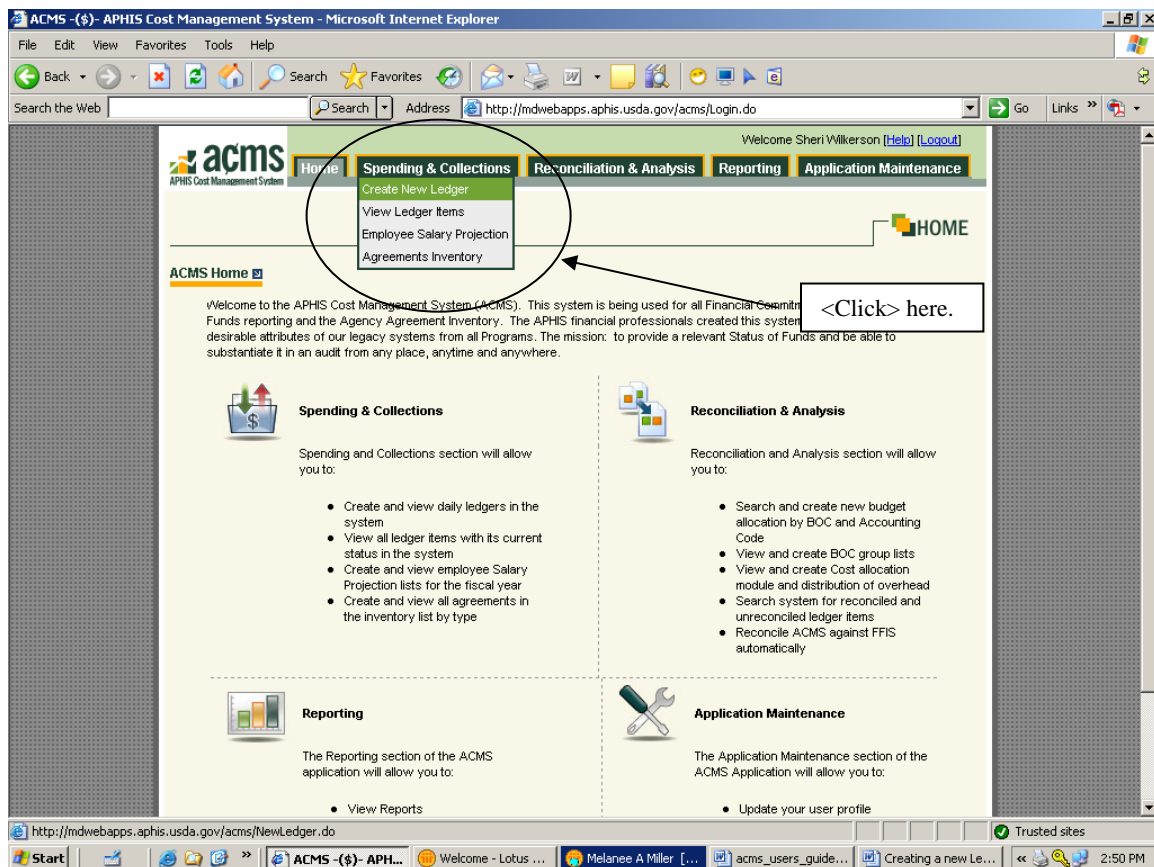 ACMS -($)- APHIS Cost Management System - Microsoft Internet Explorer
File Edit View Favorites Tools Help
Back Search Favorites
Search the Web Search Address http://mdwebapps.aphis.usda.gov/acms/Login.do Go Links »
Welcome Sheri Wilkerson [Help] [Logout]
acms
APHIS Cost Management System
Home Spending & Collections Reconciliation & Analysis Reporting Application Maintenance
Create New Ledger
View Ledger Items
Employee Salary Projection
Agreements Inventory
HOME
ACMS Home
<Click> here.
Welcome to the APHIS Cost Management System (ACMS). This system is being used for all Financial
Funds reporting and the Agency Agreement Inventory. The APHIS financial professionals created this system
desirable attributes of our legacy systems from all Programs. The mission: to provide a relevant Status of Funds and be able to
substantiate it in an audit from any place, anytime and anywhere.
Spending & Collections
Spending and Collections section will allow
you to:
● Create and view daily ledgers in the
system
● View all ledger items with its current
status in the system
● Create and view employee Salary
Projection lists for the fiscal year
● Create and view all agreements in
the inventory list by type
Reconciliation & Analysis
Reconciliation and Analysis section will allow
you to:
● Search and create new budget
allocation by BOC and Accounting
Code
● View and create BOC group lists
● View and create Cost allocation
module and distribution of overhead
● Search system for reconciled and
unreconciled ledger items
● Reconcile ACMS against FFIS
automatically
Reporting
The Reporting section of the ACMS
application will allow you to:
● View Reports
Application Maintenance
The Application Maintenance section of the
ACMS Application will allow you to:
● Update your user profile
http://mdwebapps.aphis.usda.gov/acms/NewLedger.do Trusted sites
Start » ACMS -($)- APH... Welcome - Lotus ... Melanee A Miller [... acms_users_guide... Creating a new Le... « 2:50 PM